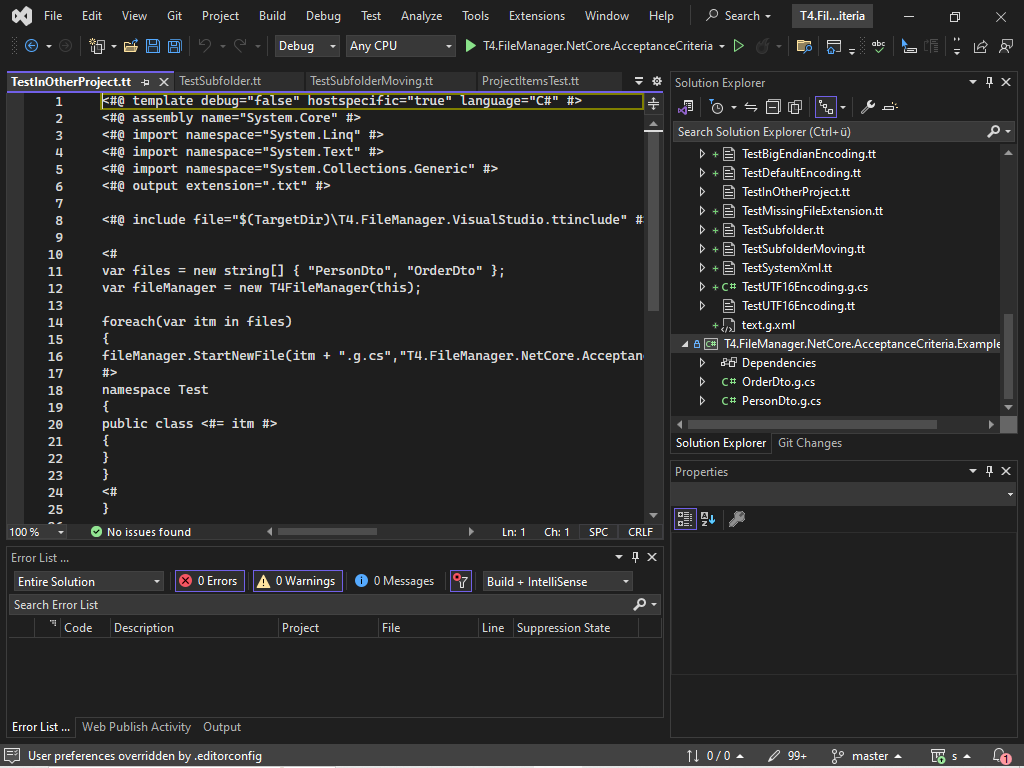 File Edit View Git Project Build Debug Test Analyze Tools Extensions Window Help Search T4.Fil...iteria
Debug Any CPU T4.FileManager.NetCore.AcceptanceCriteria
TestInOtherProject.tt TestSubfolder.tt TestSubfolderMoving.tt ProjectItemsTest.tt
1 <#@ template debug="false" hostspecific="true" language="C#" #>
2 <#@ assembly name="System.Core" #>
3 <#@ import namespace="System.Linq" #>
4 <#@ import namespace="System.Text" #>
5 <#@ import namespace="System.Collections.Generic" #>
6 <#@ output extension=".txt" #>
7
8 <#@ include file="$(TargetDir)\T4.FileManager.VisualStudio.ttinclude" #
9
10 <#
11 var files = new string[] { "PersonDto", "OrderDto" };
12 var fileManager = new T4FileManager(this);
13
14 foreach(var itm in files)
15 {
16 fileManager.StartNewFile(itm + ".g.cs","T4.FileManager.NetCore.Acceptan
17 #>
18 namespace Test
19 {
20 public class <#= itm #>
21 {
22 }
23 }
24 <#
25 }
100 % No issues found Ln: 1 Ch: 1 SPC CRLF
Error List ...
Entire Solution 0 Errors 0 Warnings 0 Messages Build + IntelliSense
Search Error List
Code Description Project File Line Suppression State
Error List ... Web Publish Activity Output
Solution Explorer
Search Solution Explorer (Ctrl+ü)
TestBigEndianEncoding.tt
TestDefaultEncoding.tt
TestInOtherProject.tt
TestMissingFileExtension.tt
TestSubfolder.tt
TestSubfolderMoving.tt
TestSystemXml.tt
C# TestUTF16Encoding.g.cs
TestUTF16Encoding.tt
text.g.xml
C# T4.FileManager.NetCore.AcceptanceCriteria.Example
Dependencies
C# OrderDto.g.cs
C# PersonDto.g.cs
Solution Explorer Git Changes
Properties
User preferences overridden by .editorconfig 0 / 0 99+ master s 1